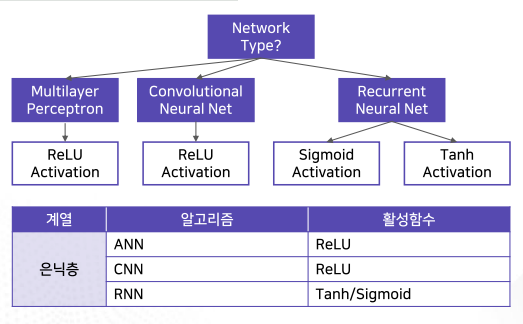 Network
Type?
Multilayer
Perceptron
Convolutional
Neural Net
Recurrent
Neural Net
ReLU
Activation
ReLU
Activation
Sigmoid
Activation
Tanh
Activation
계열 알고리즘 활성함수
은닉층
ANN ReLU
CNN ReLU
RNN Tanh/Sigmoid